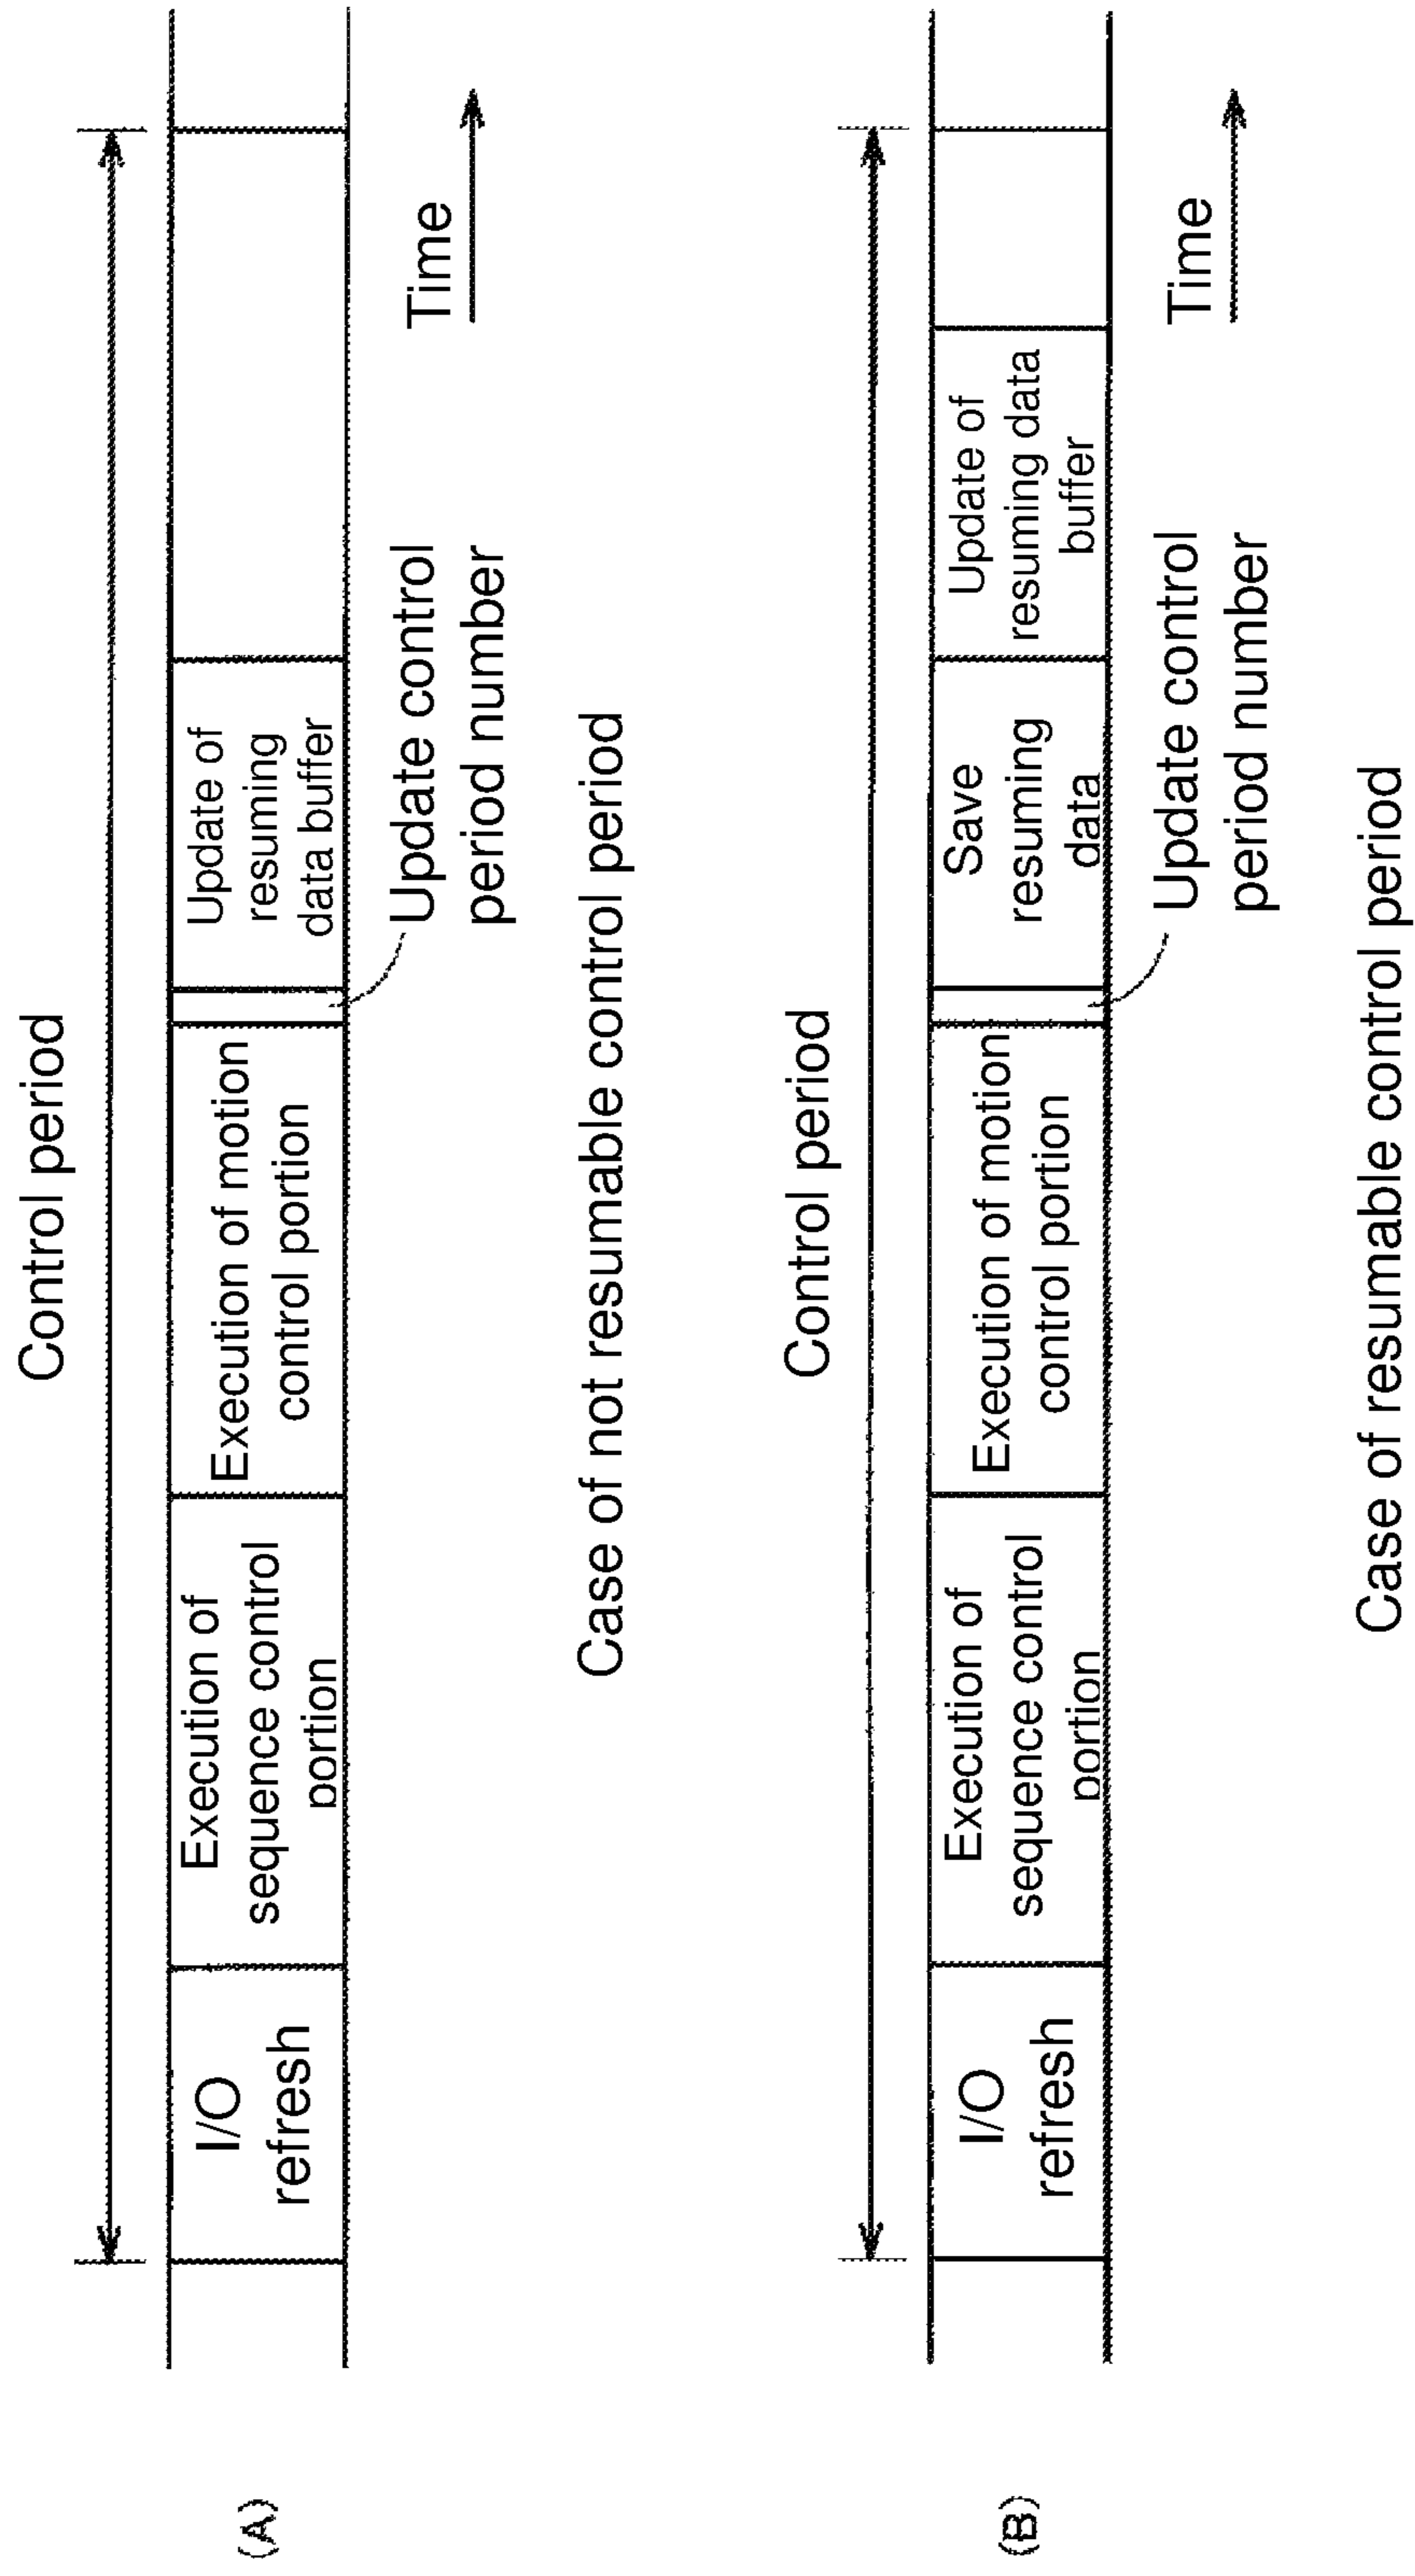 (A)
Control period
I/O
refresh
Execution of
sequence control
portion
Execution of motion
control portion
Update of
resuming
data buffer
Update control
period number
Time
Case of not resumable control period
(B)
Control period
I/O
refresh
Execution of
sequence control
portion
Execution of motion
control portion
Save
resuming
data
Update of
resuming data
buffer
Update control
period number
Time
Case of resumable control period